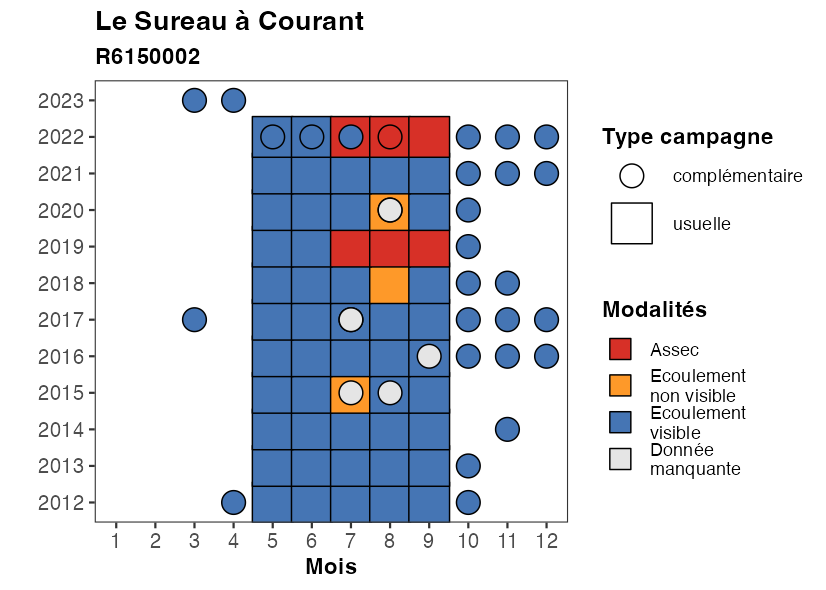 Le Sureau à Courant
R6150002
2023
2022
2021
2020
2019
2018
2017
2016
2015
2014
2013
2012
1 2 3 4 5 6 7 8 9 10 11 12
Mois
Type campagne
complémentaire
usuelle
Modalités
Assec
Ecoulement
non visible
Ecoulement
visible
Donnée
manquante